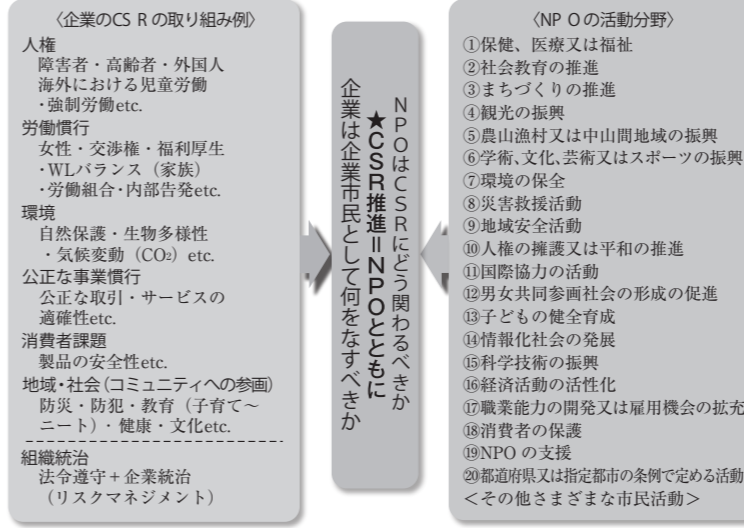 〈企業のCS R の取り組み例〉
人権
障害者・高齢者・外国人
海外における児童労働
・強制労働etc.
労働慣行
女性・交渉権・福利厚生
・WLバランス（家族）
・労働組合・内部告発etc.
環境
自然保護・生物多様性
・気候変動（CO2）etc.
公正な事業慣行
公正な取引・サービスの
適確性etc.
消費者課題
製品の安全性etc.
地域・社会（コミュニティへの参画）
防災・防犯・教育（子育て〜
ニート）・健康・文化etc.
組織統治
法令遵守＋企業統治
（リスクマネジメント）
NPOはCSRにどう関わるべきか
★CSR推進＝NPOとともに
企業は企業市民として何をなすべきか
〈NP O の活動分野〉
①保健、医療又は福祉
②社会教育の推進
③まちづくりの推進
④観光の振興
⑤農山漁村又は中山間地域の振興
⑥学術、文化、芸術又はスポーツの振興
⑦環境の保全
⑧災害救援活動
⑨地域安全活動
⑩人権の擁護又は平和の推進
⑪国際協力の活動
⑫男女共同参画社会の形成の促進
⑬子どもの健全育成
⑭情報化社会の発展
⑮科学技術の振興
⑯経済活動の活性化
⑰職業能力の開発又は雇用機会の拡充
⑱消費者の保護
⑲NPO の支援
⑳都道府県又は指定都市の条例で定める活動
＜その他さまざまな市民活動＞